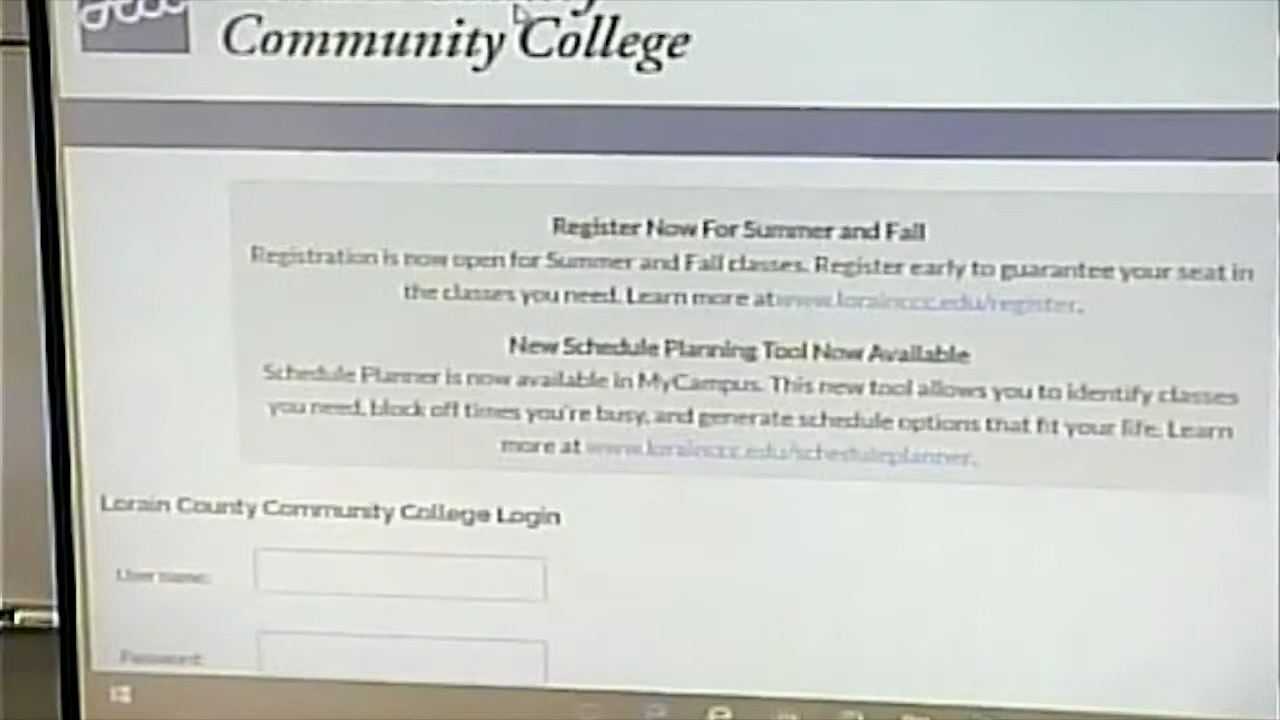 Community College
Register Now For Summer and Fall
Registration is now open for Summer and Fall classes. Register early to guarantee your seat in
the classes you need. Learn more at www.lorainccc.edu/register.
New Schedule Planning Tool Now Available
Schedule Planner is now available in MyCampus. This new tool allows you to identify classes
you need, block off times you're busy, and generate schedule options that fit your life. Learn
more at www.lorainccc.edu/scheduleplanner.
Lorain County Community College Login
User name:
Password: